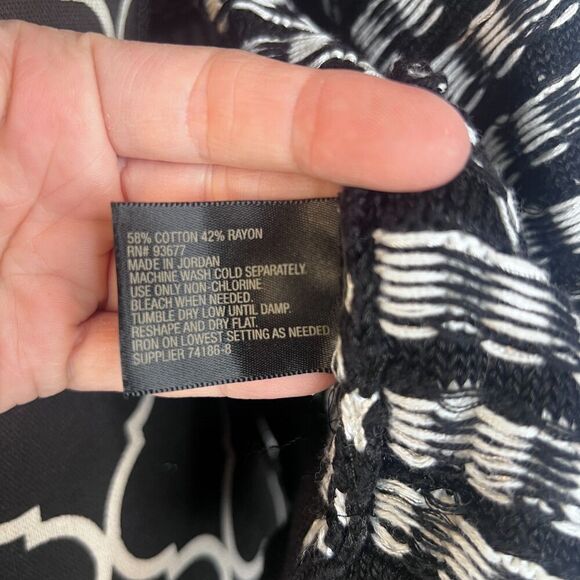 58% COTTON 42% RAYON
RN# 93677
MADE IN JORDAN
MACHINE WASH COLD SEPARATELY.
USE ONLY NON-CHLORINE
BLEACH WHEN NEEDED.
TUMBLE DRY LOW UNTIL DAMP.
RESHAPE AND DRY FLAT.
IRON ON LOWEST SETTING AS NEEDED
SUPPLIER 74186-8